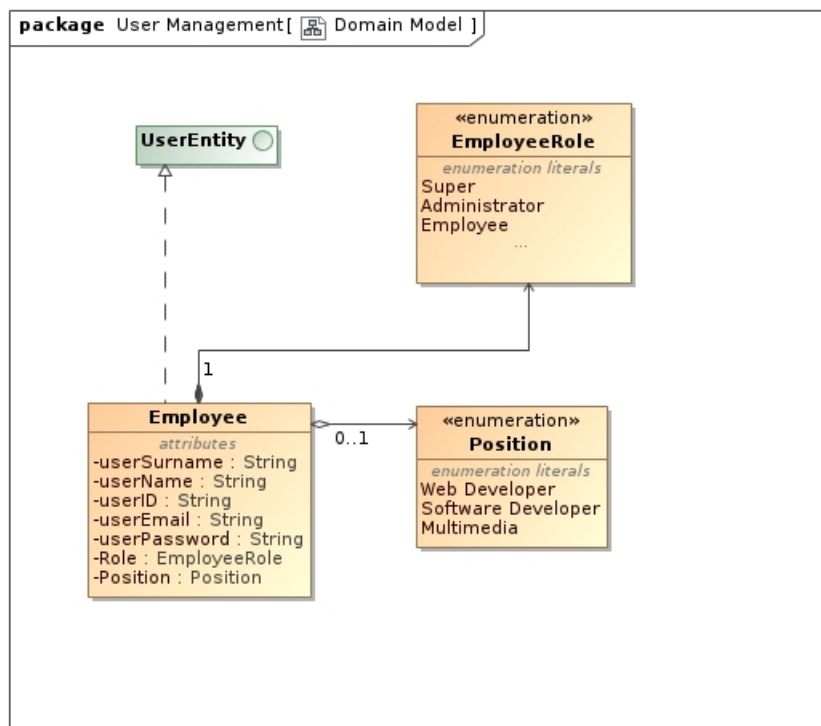 package User Management[ Domain Model ]
UserEntity
«enumeration»
EmployeeRole
enumeration literals
Super
Administrator
Employee
...
1
Employee
attributes
-userSurname : String
-userName : String
-userID : String
-userEmail : String
-userPassword : String
-Role : EmployeeRole
-Position : Position
0..1
«enumeration»
Position
enumeration literals
Web Developer
Software Developer
Multimedia